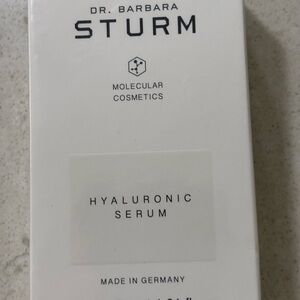 DR. BARBARA
STURM
MOLECULAR
COSMETICS
HYALURONIC
SERUM
MADE IN GERMANY